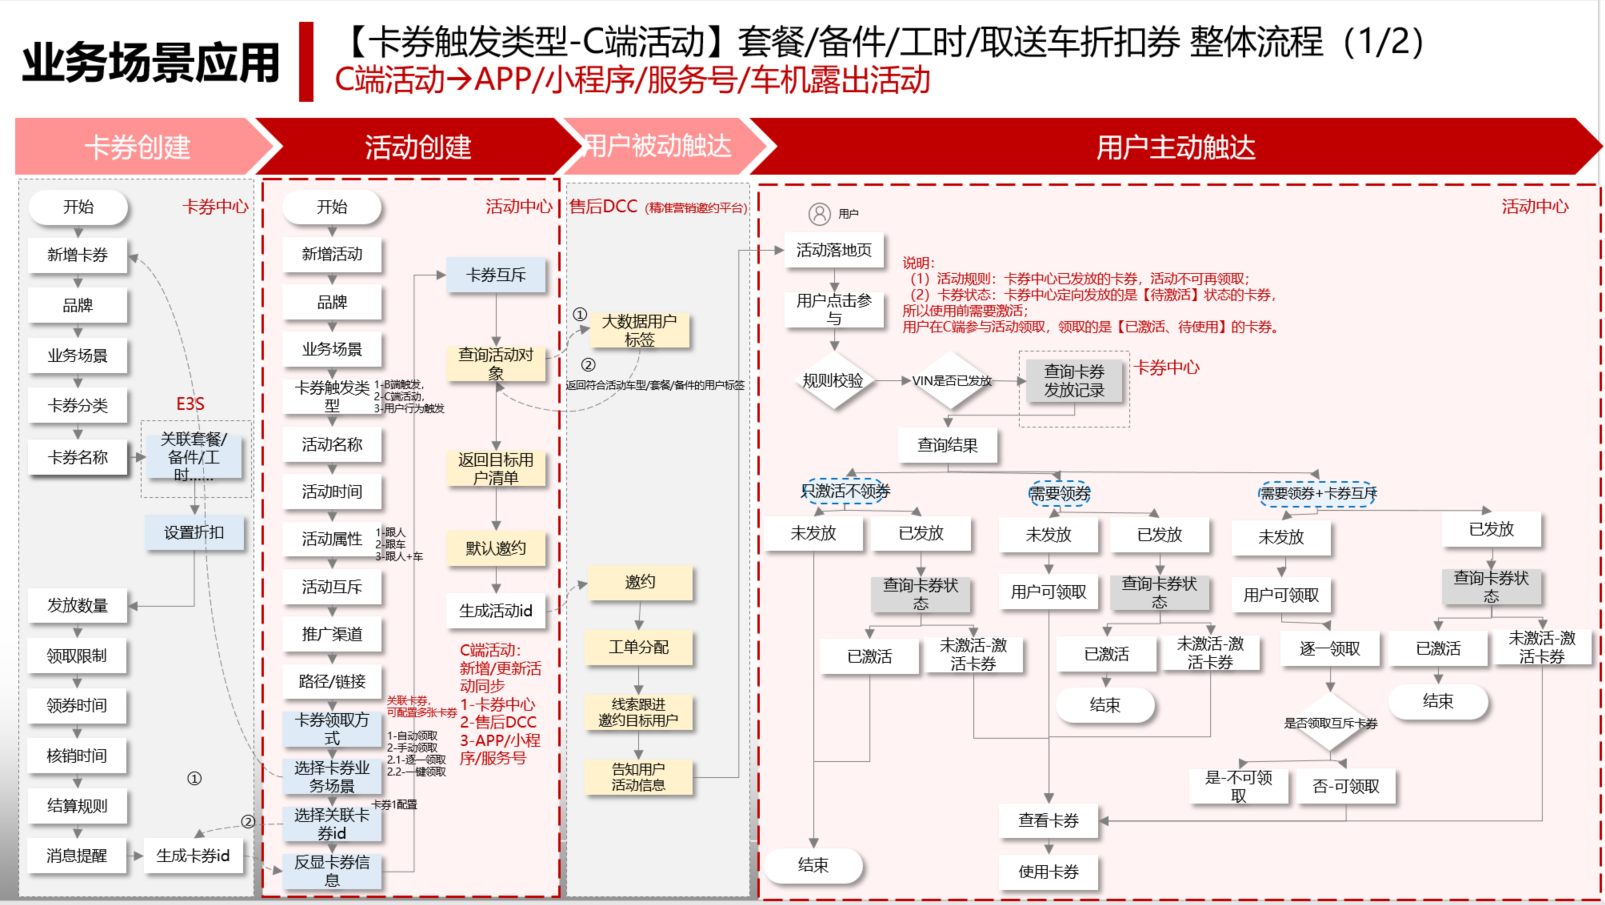 业务场景应用
【卡券触发类型-C端活动】套餐/备件/工时/取送车折扣券 整体流程（1/2）
C端活动→APP/小程序/服务号/车机露出活动
卡券创建
活动创建
用户被动触达
用户主动触达
卡券中心
开始
新增卡券
品牌
业务场景
卡券分类
卡券名称
E3S
关联套餐/
备件/工
时......
设置折扣
发放数量
领取限制
领券时间
核销时间
结算规则
消息提醒
生成卡券id
①
②
活动中心
开始
新增活动
品牌
业务场景
卡券触发类
型
1-B端触发，
2-C端活动，
3-用户行为触发
活动名称
活动时间
活动属性
1-跟人
2-跟车
3-跟人+车
活动互斥
推广渠道
路径/链接
关联卡券，
可配置多张卡券
卡券领取方
式
1-自动领取
2-手动领取
2.1-逐一领取
2.2-一键领取
选择卡券业
务场景
卡券1配置
选择关联卡
券id
反显卡券信
息
卡券互斥
查询活动对
象
返回目标用
户清单
默认邀约
生成活动id
C端活动：
新增/更新活
动同步
1-卡券中心
2-售后DCC
3-APP/小程
序/服务号
售后DCC（精准营销邀约平台）
①
大数据用户
标签
②
返回符合活动车型/套餐/备件的用户标签
邀约
工单分配
线索跟进
邀约目标用户
告知用户
活动信息
活动中心
用户
活动落地页
用户点击参
与
说明：
（1）活动规则：卡券中心已发放的卡券，活动不可再领取；
（2）卡券状态：卡券中心定向发放的是【待激活】状态的卡券，
所以使用前需要激活；
用户在C端参与活动领取，领取的是【已激活、待使用】的卡券。
规则校验
VIN是否已发放
查询卡券
发放记录
卡券中心
查询结果
只激活不领券
需要领券
需要领券+卡券互斥
未发放
已发放
未发放
已发放
未发放
已发放
查询卡券状
态
用户可领取
查询卡券状
态
用户可领取
查询卡券状
态
已激活
未激活-激
活卡券
已激活
未激活-激
活卡券
逐一领取
已激活
未激活-激
活卡券
结束
结束
是否领取互斥卡券
是-不可领
取
否-可领取
查看卡券
使用卡券
结束